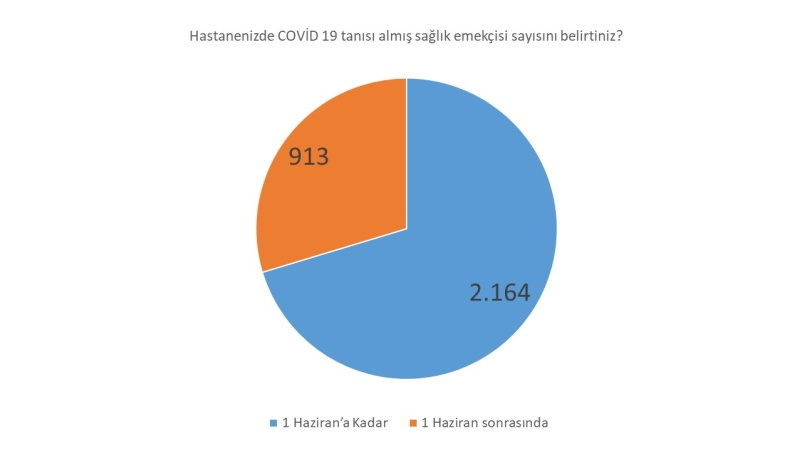 Hastanenizde COVİD 19 tanısı almış sağlık emekçisi sayısını belirtiniz?
913
2.164
1 Haziran’a Kadar
1 Haziran sonrasında